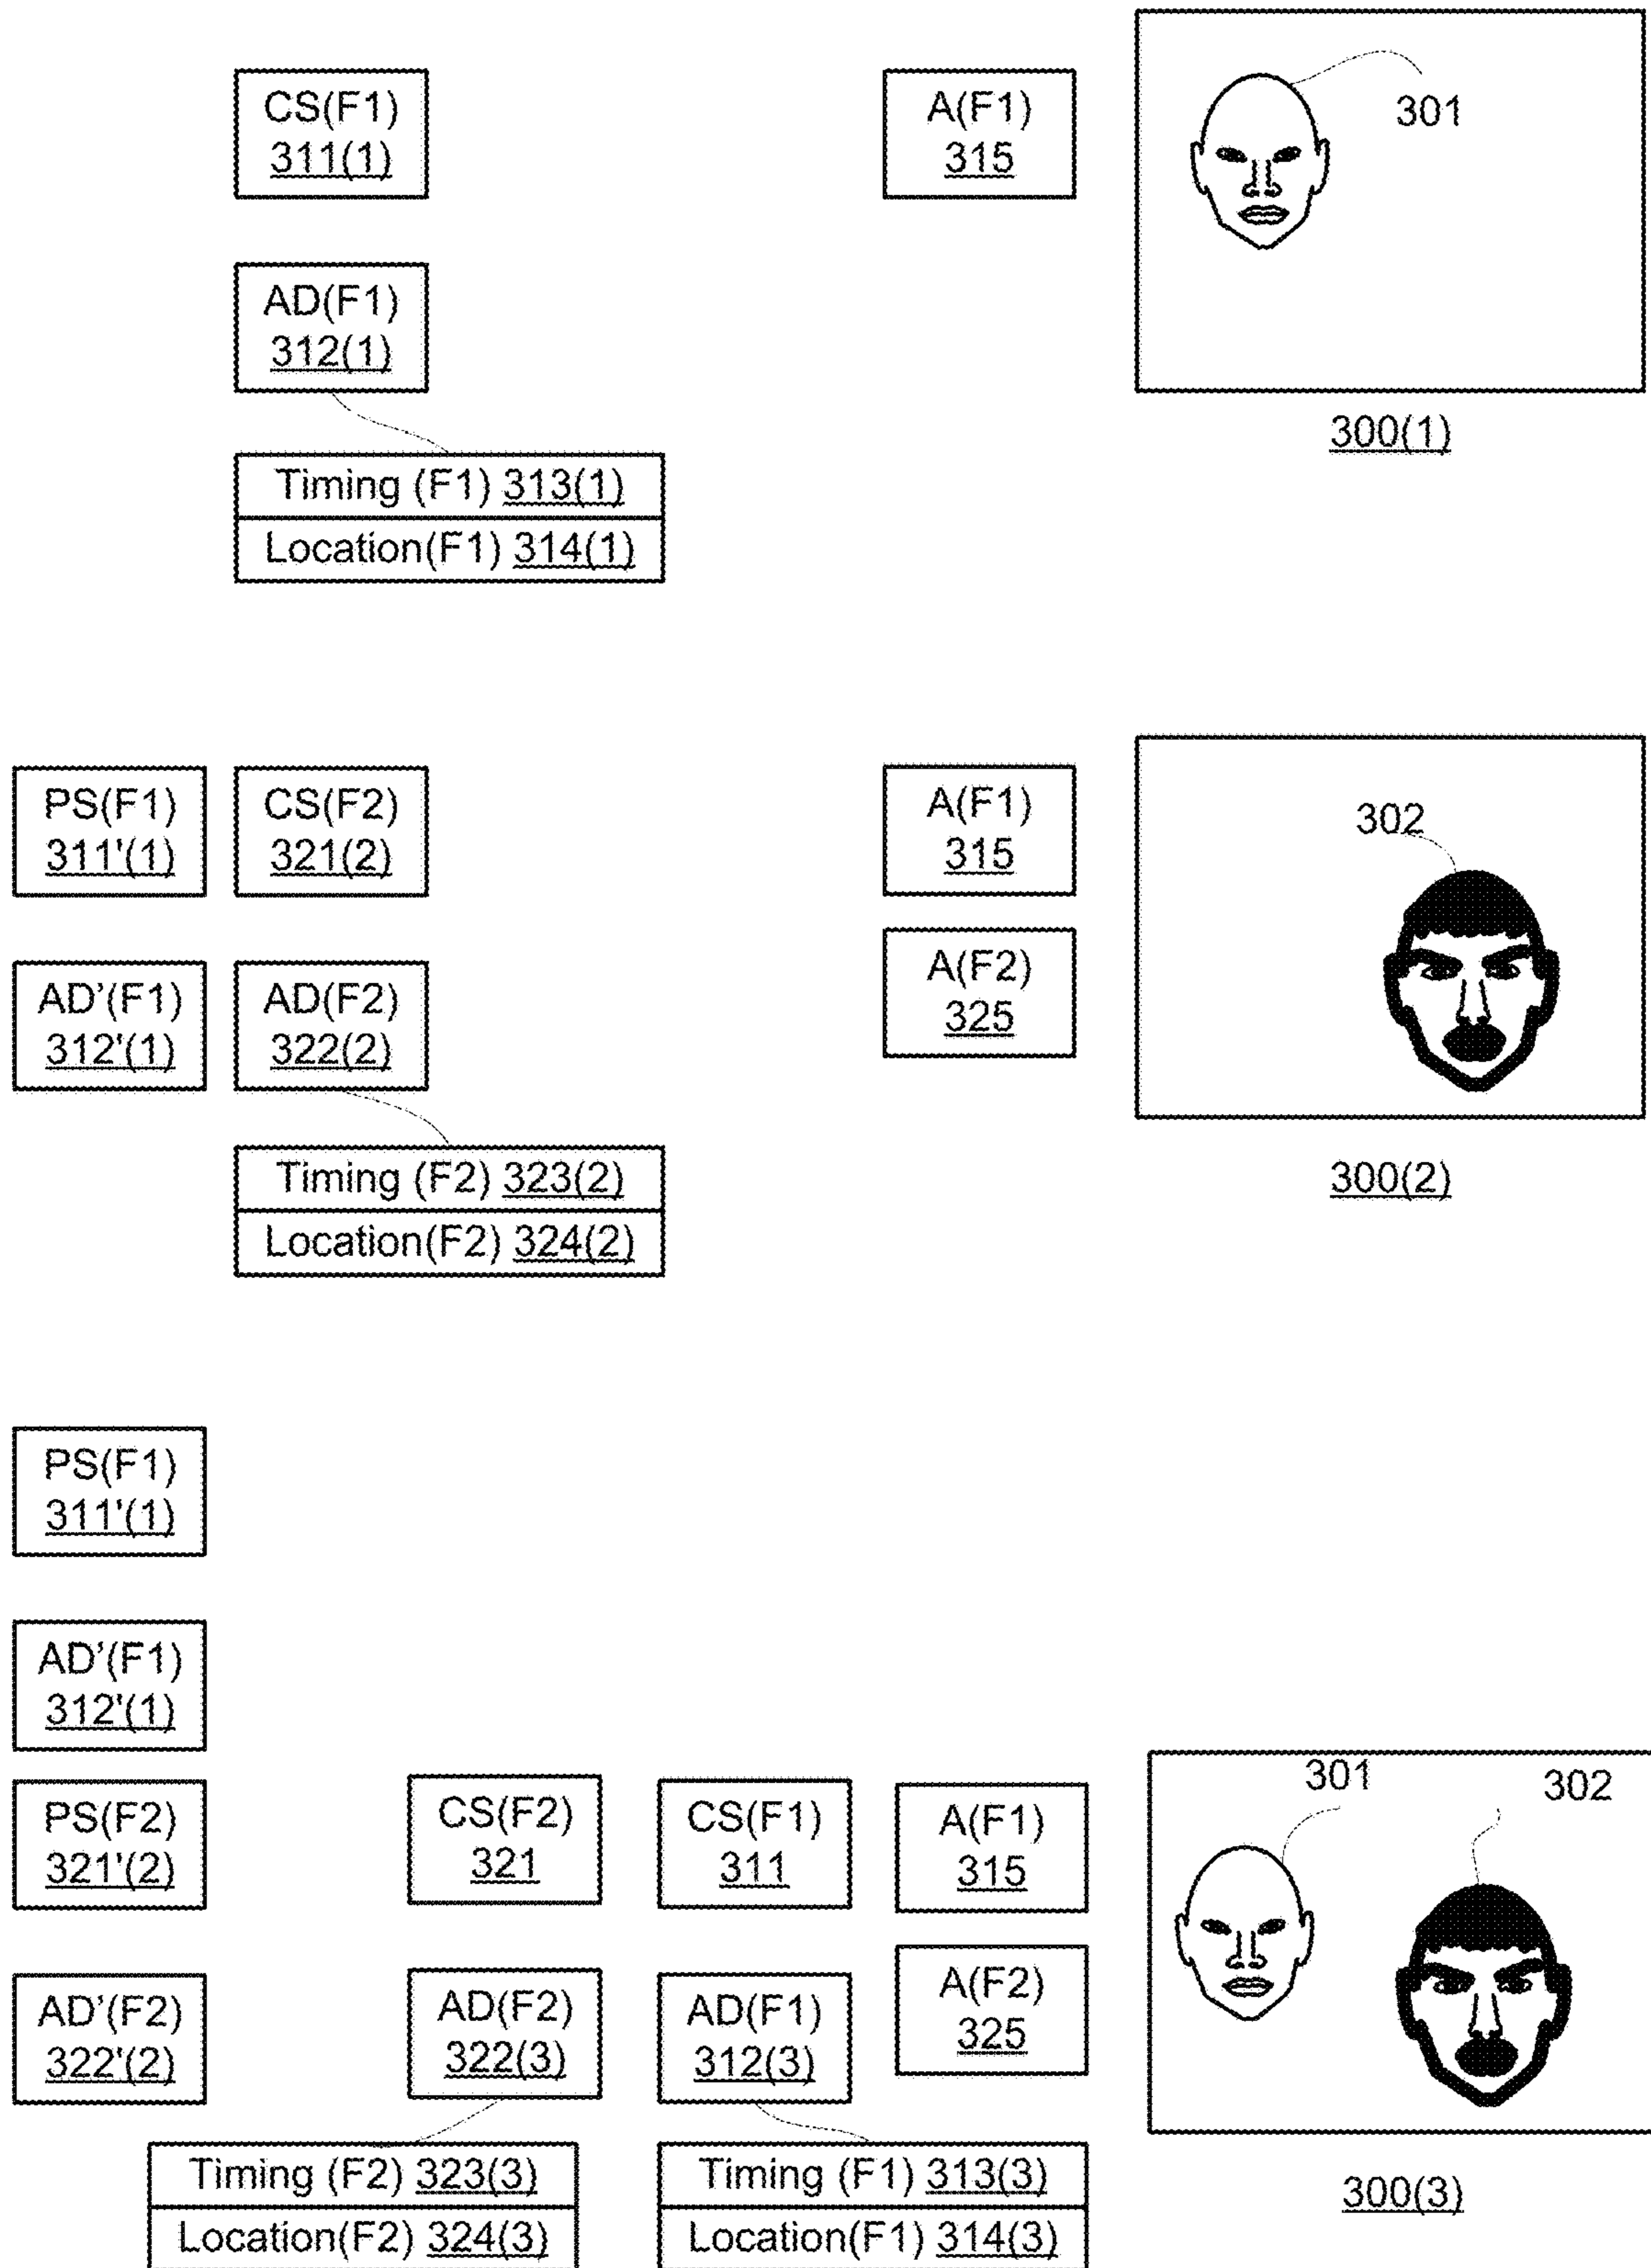 CS(F1)
311(1)
A(F1)
315
301
AD(F1)
312(1)
300(1)
Timing (F1) 313(1)
Location(F1) 314(1)
PS(F1)
311'(1)
CS(F2)
321(2)
A(F1)
315
302
AD’(F1)
312'(1)
AD(F2)
322(2)
A(F2)
325
Timing (F2) 323(2)
Location(F2) 324(2)
300(2)
PS(F1)
311'(1)
AD’(F1)
312'(1)
PS(F2)
321'(2)
CS(F2)
321
CS(F1)
311
A(F1)
315
301
302
AD’(F2)
322'(2)
AD(F2)
322(3)
AD(F1)
312(3)
A(F2)
325
Timing (F2) 323(3)
Location(F2) 324(3)
Timing (F1) 313(3)
Location(F1) 314(3)
300(3)